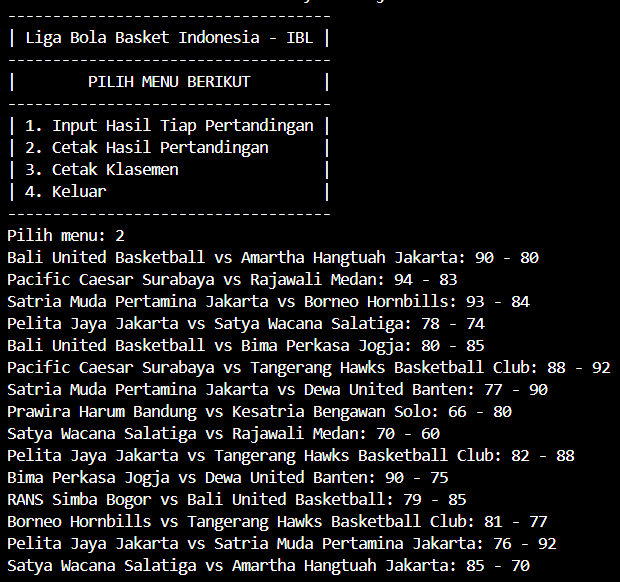 -----------------------------------
| Liga Bola Basket Indonesia - IBL |
-----------------------------------
| PILIH MENU BERIKUT |
-----------------------------------
| 1. Input Hasil Tiap Pertandingan |
| 2. Cetak Hasil Pertandingan |
| 3. Cetak Klasemen |
| 4. Keluar |
-----------------------------------
Pilih menu: 2
Bali United Basketball vs Amartha Hangtuah Jakarta: 90 - 80
Pacific Caesar Surabaya vs Rajawali Medan: 94 - 83
Satria Muda Pertamina Jakarta vs Borneo Hornbills: 93 - 84
Pelita Jaya Jakarta vs Satya Wacana Salatiga: 78 - 74
Bali United Basketball vs Bima Perkasa Jogja: 80 - 85
Pacific Caesar Surabaya vs Tangerang Hawks Basketball Club: 88 - 92
Satria Muda Pertamina Jakarta vs Dewa United Banten: 77 - 90
Prawira Harum Bandung vs Kesatria Bengawan Solo: 66 - 80
Satya Wacana Salatiga vs Rajawali Medan: 70 - 60
Pelita Jaya Jakarta vs Tangerang Hawks Basketball Club: 82 - 88
Bima Perkasa Jogja vs Dewa United Banten: 90 - 75
RANS Simba Bogor vs Bali United Basketball: 79 - 85
Borneo Hornbills vs Tangerang Hawks Basketball Club: 81 - 77
Pelita Jaya Jakarta vs Satria Muda Pertamina Jakarta: 76 - 92
Satya Wacana Salatiga vs Amartha Hangtuah Jakarta: 85 - 70